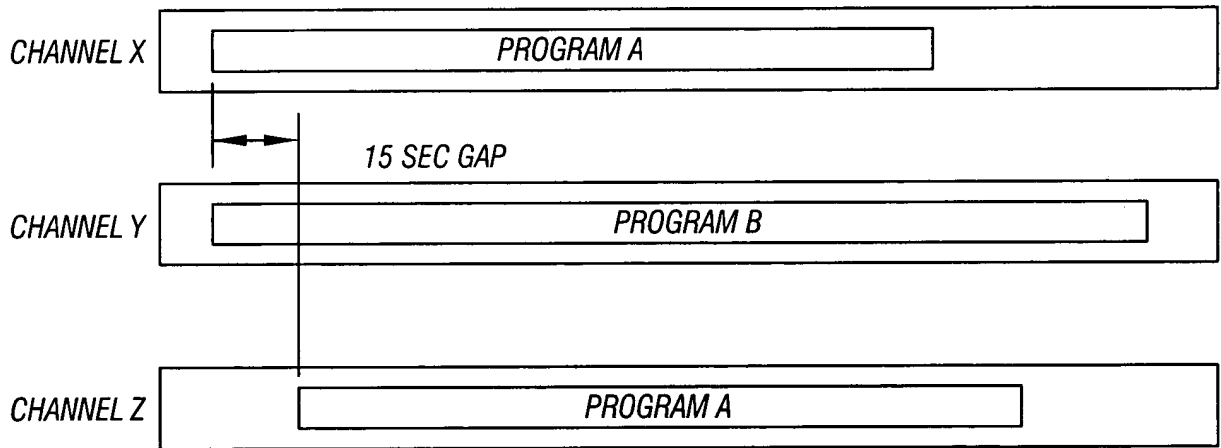 CHANNEL X
PROGRAM A
15 SEC GAP
CHANNEL Y
PROGRAM B
CHANNEL Z
PROGRAM A